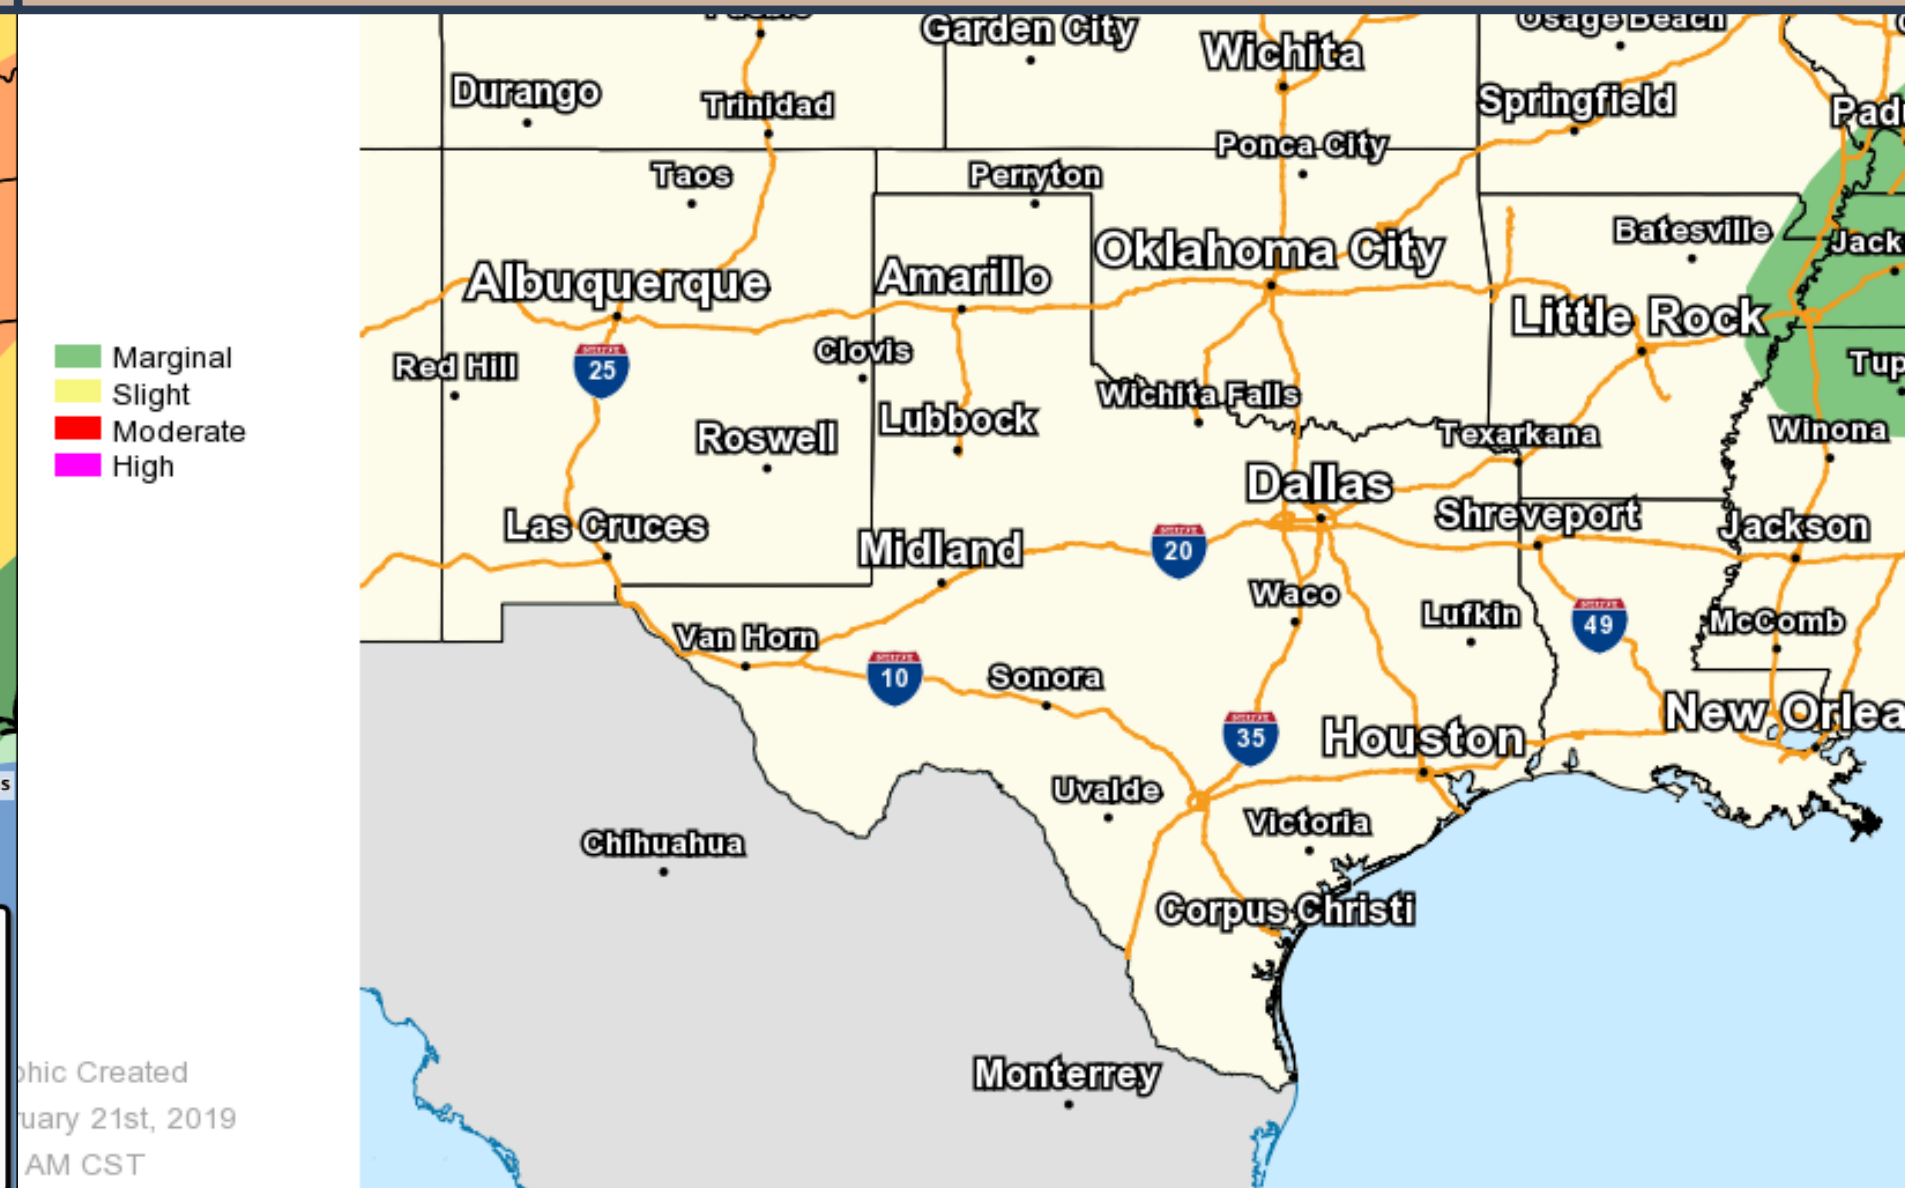 Garden City
Wichita
Osage Beach
Durango
Trinidad
Springfield
Ponca City
Taos
Perryton
Batesville
Oklahoma City
Jack
Albuquerque
Amarillo
Little Rock
Marginal
Slight
Moderate
High
Red Hill
INTERSTATE
25
Clovis
Tup
Wichita Falls
Lubbock
Roswell
Texarkana
Winona
Dallas
Shreveport
Jackson
Las Cruces
Midland
20
Waco
Lufkin
49
McComb
Van Horn
10
Sonora
New Orlea
35
Houston
Uvalde
Victoria
Chihuahua
Corpus Christi
Monterrey
phic Created
ruary 21st, 2019
AM CST
s